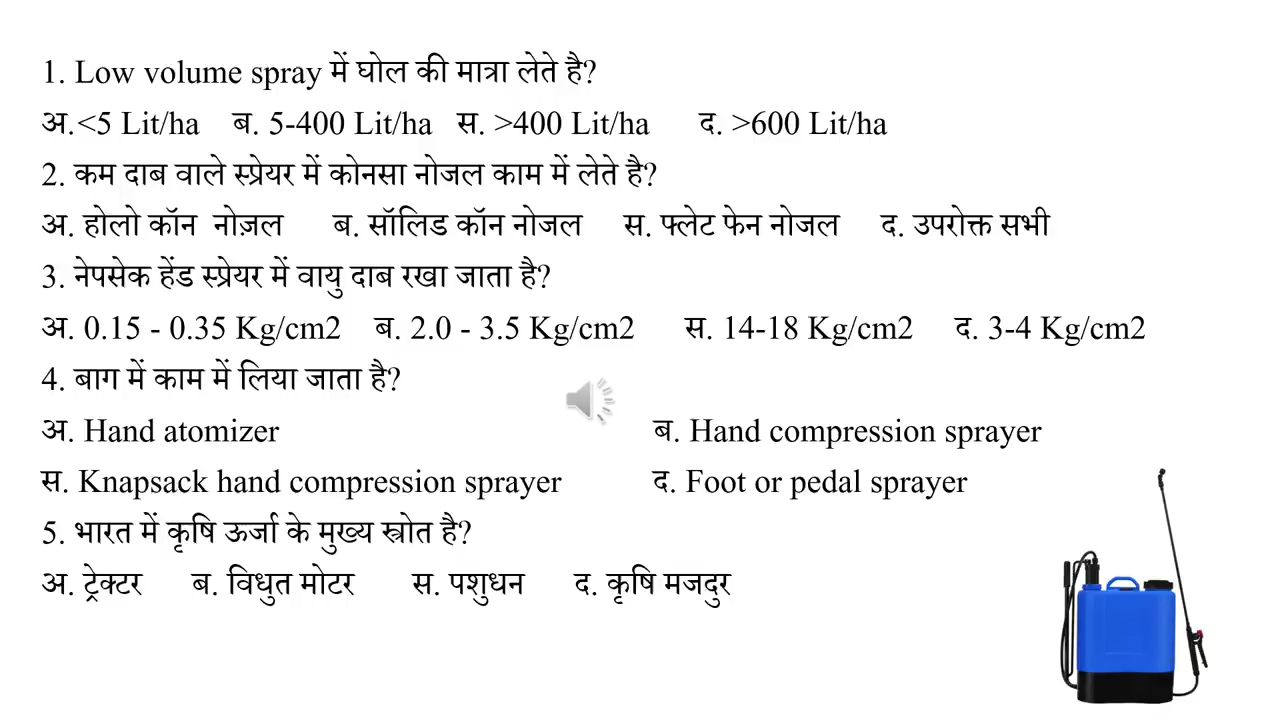 1. Low volume spray में घोल की मात्रा लेते है?
अ.<5 Lit/ha ब. 5-400 Lit/ha स. >400 Lit/ha द. >600 Lit/ha
2. कम दाब वाले स्प्रेयर में कोनसा नोजल काम में लेते है?
अ. होलो कॉन नोज़ल ब. सॉलिड कॉन नोजल स. फ्लेट फेन नोजल द. उपरोक्त सभी
3. नेपसेक हेंड स्प्रेयर में वायु दाब रखा जाता है?
अ. 0.15 - 0.35 Kg/cm2 ब. 2.0 - 3.5 Kg/cm2 स. 14-18 Kg/cm2 द. 3-4 Kg/cm2
4. बाग में काम में लिया जाता है?
अ. Hand atomizer ब. Hand compression sprayer
स. Knapsack hand compression sprayer द. Foot or pedal sprayer
5. भारत में कृषि ऊर्जा के मुख्य स्त्रोत है?
अ. ट्रेक्टर ब. विधुत मोटर स. पशुधन द. कृषि मजदुर